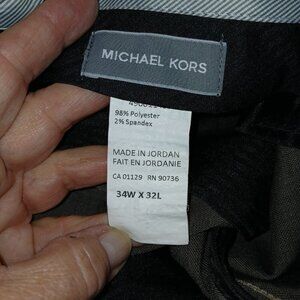 MICHAEL KORS
98% Polyester
2% Spandex
MADE IN JORDAN
FAIT EN JORDANIE
CA 01129 RN 90736
34W X 32L